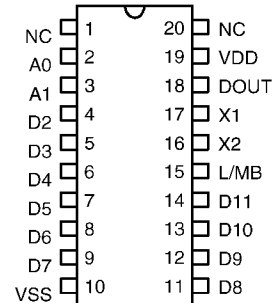 NC 1 20 NC
A0 2 19 VDD
A1 3 18 DOUT
D2 4 17 X1
D3 5 16 X2
D4 6 15 L/MB
D5 7 14 D11
D6 8 13 D10
D7 9 12 D9
VSS 10 11 D8